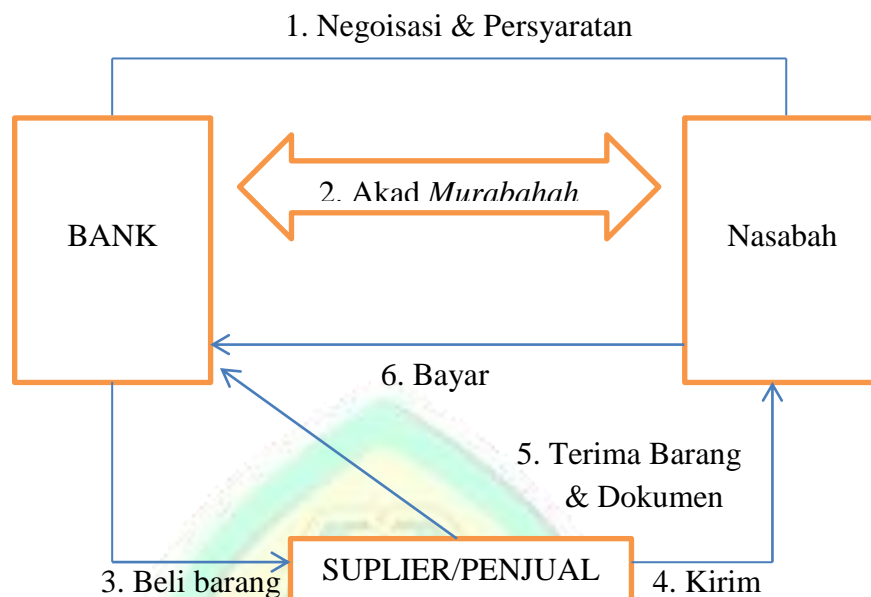 1. Negoisasi & Persyaratan
2. Akad Murabahah
BANK
Nasabah
6. Bayar
5. Terima Barang
& Dokumen
3. Beli barang
SUPLIER/PENJUAL
4. Kirim